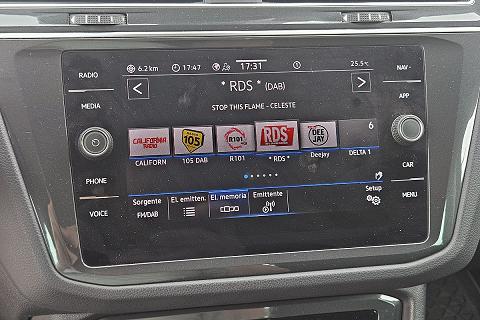 RADIO
MEDIA
PHONE
VOICE
6.2 km 17:47 17:31 25.5°C
* RDS * (DAB)
STOP THIS FLAME - CELESTE
CALIFORNIA RADIO
105
R101
RDS
DEEJAY
6
CALIFORN 105 DAB R101 * RDS * DeeJay DELTA 1
Sorgente El. emitten. El. memoria Emittente Setup
FM/DAB
NAV
APP
CAR
MENU